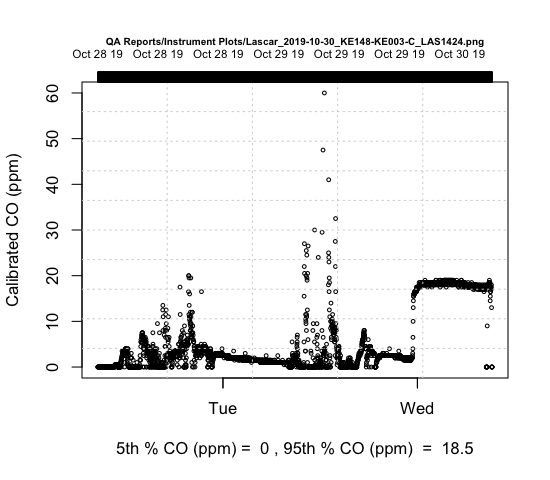 QA Reports/Instrument Plots/Lascar_2019-10-30_KE148-KE003-C_LAS1424.png
Oct 28 19 Oct 28 19 Oct 28 19 Oct 29 19 Oct 29 19 Oct 29 19 Oct 30 19
60
50
40
30
20
10
0
Calibrated CO (ppm)
Tue Wed
5th % CO (ppm) = 0 , 95th % CO (ppm) = 18.5